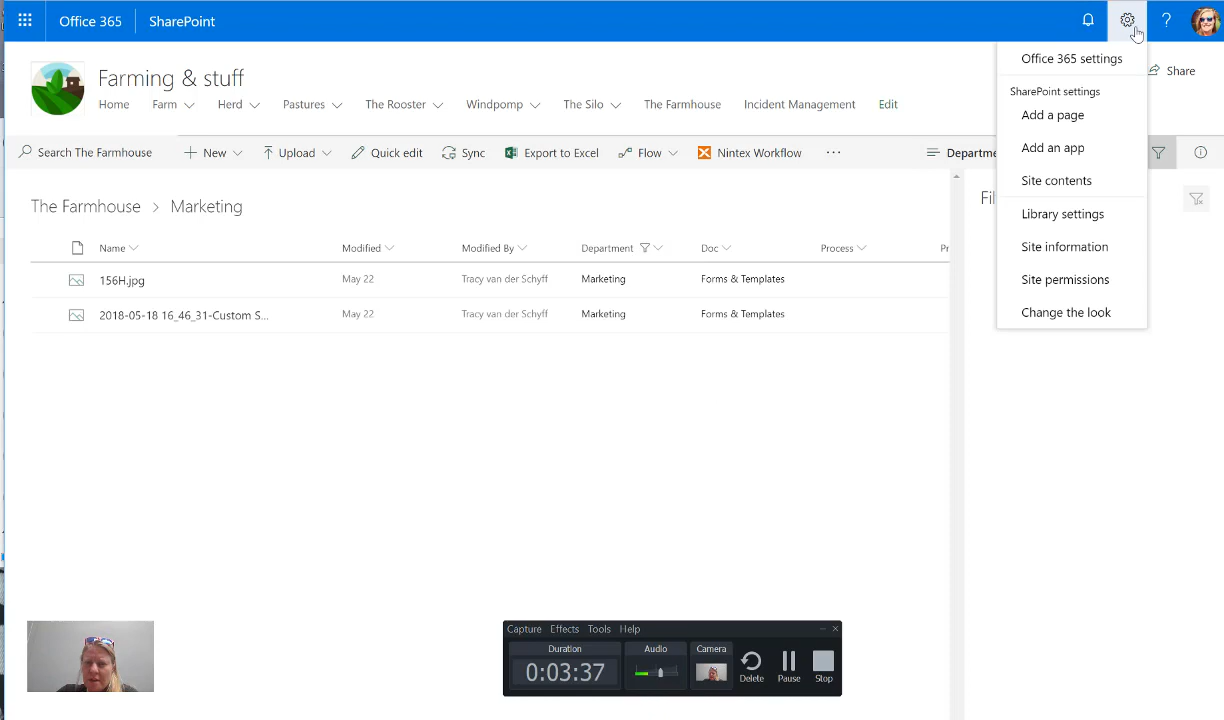 Office 365 SharePoint ?
Farming & stuff
Home Farm Herd Pastures The Rooster Windpomp The Silo The Farmhouse Incident Management Edit
Share
Search The Farmhouse New Upload Quick edit Sync Export to Excel Flow Nintex Workflow ... Departme
The Farmhouse > Marketing
Fil
Name Modified Modified By Department Doc Process Pr
156H.jpg May 22 Tracy van der Schyff Marketing Forms & Templates
2018-05-18 16_46_31-Custom S... May 22 Tracy van der Schyff Marketing Forms & Templates
Office 365 settings
SharePoint settings
Add a page
Add an app
Site contents
Library settings
Site information
Site permissions
Change the look
Capture Effects Tools Help
Duration Audio Camera
0:03:37
Delete Pause Stop